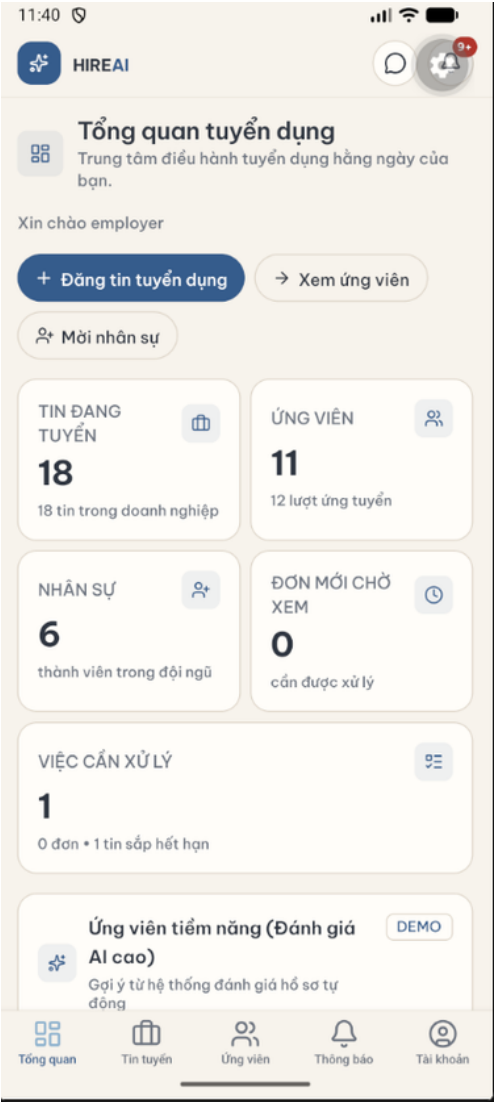 11:40
HIREAI
9+
Tổng quan tuyển dụng
Trung tâm điều hành tuyển dụng hằng ngày của
bạn.
Xin chào employer
+ Đăng tin tuyển dụng
→ Xem ứng viên
Mời nhân sự
TIN ĐANG
TUYỂN
18
18 tin trong doanh nghiệp
ỨNG VIÊN
11
12 lượt ứng tuyển
NHÂN SỰ
6
thành viên trong đội ngũ
ĐƠN MỚI CHỜ
XEM
0
cần được xử lý
VIỆC CẦN XỬ LÝ
1
0 đơn • 1 tin sắp hết hạn
Ứng viên tiềm năng (Đánh giá
AI cao)
DEMO
Gợi ý từ hệ thống đánh giá hồ sơ tự
động
Tổng quan
Tin tuyển
Ứng viên
Thông báo
Tài khoản